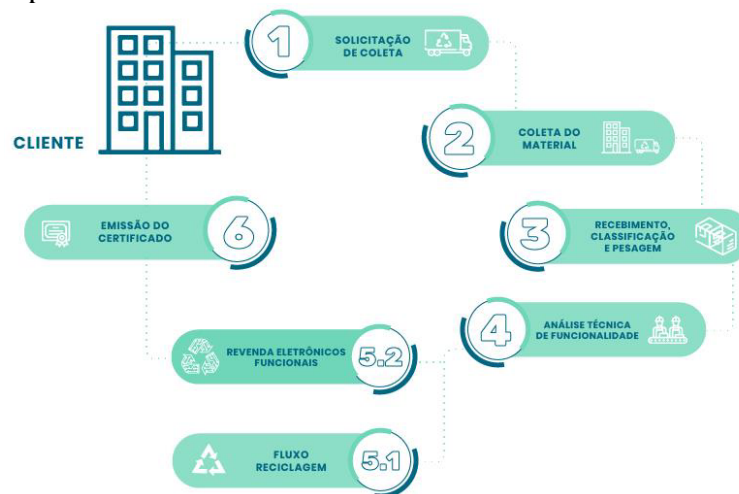 1
SOLICITAÇÃO
DE COLETA
CLIENTE
2
COLETA DO
MATERIAL
EMISSÃO DO
CERTIFICADO
6
3
RECEBIMENTO,
CLASSIFICAÇÃO
E PESAGEM
4
ANÁLISE TÉCNICA
DE FUNCIONALIDADE
REVENDA ELETRÔNICOS
FUNCIONAIS
5.2
FLUXO
RECICLAGEM
5.1